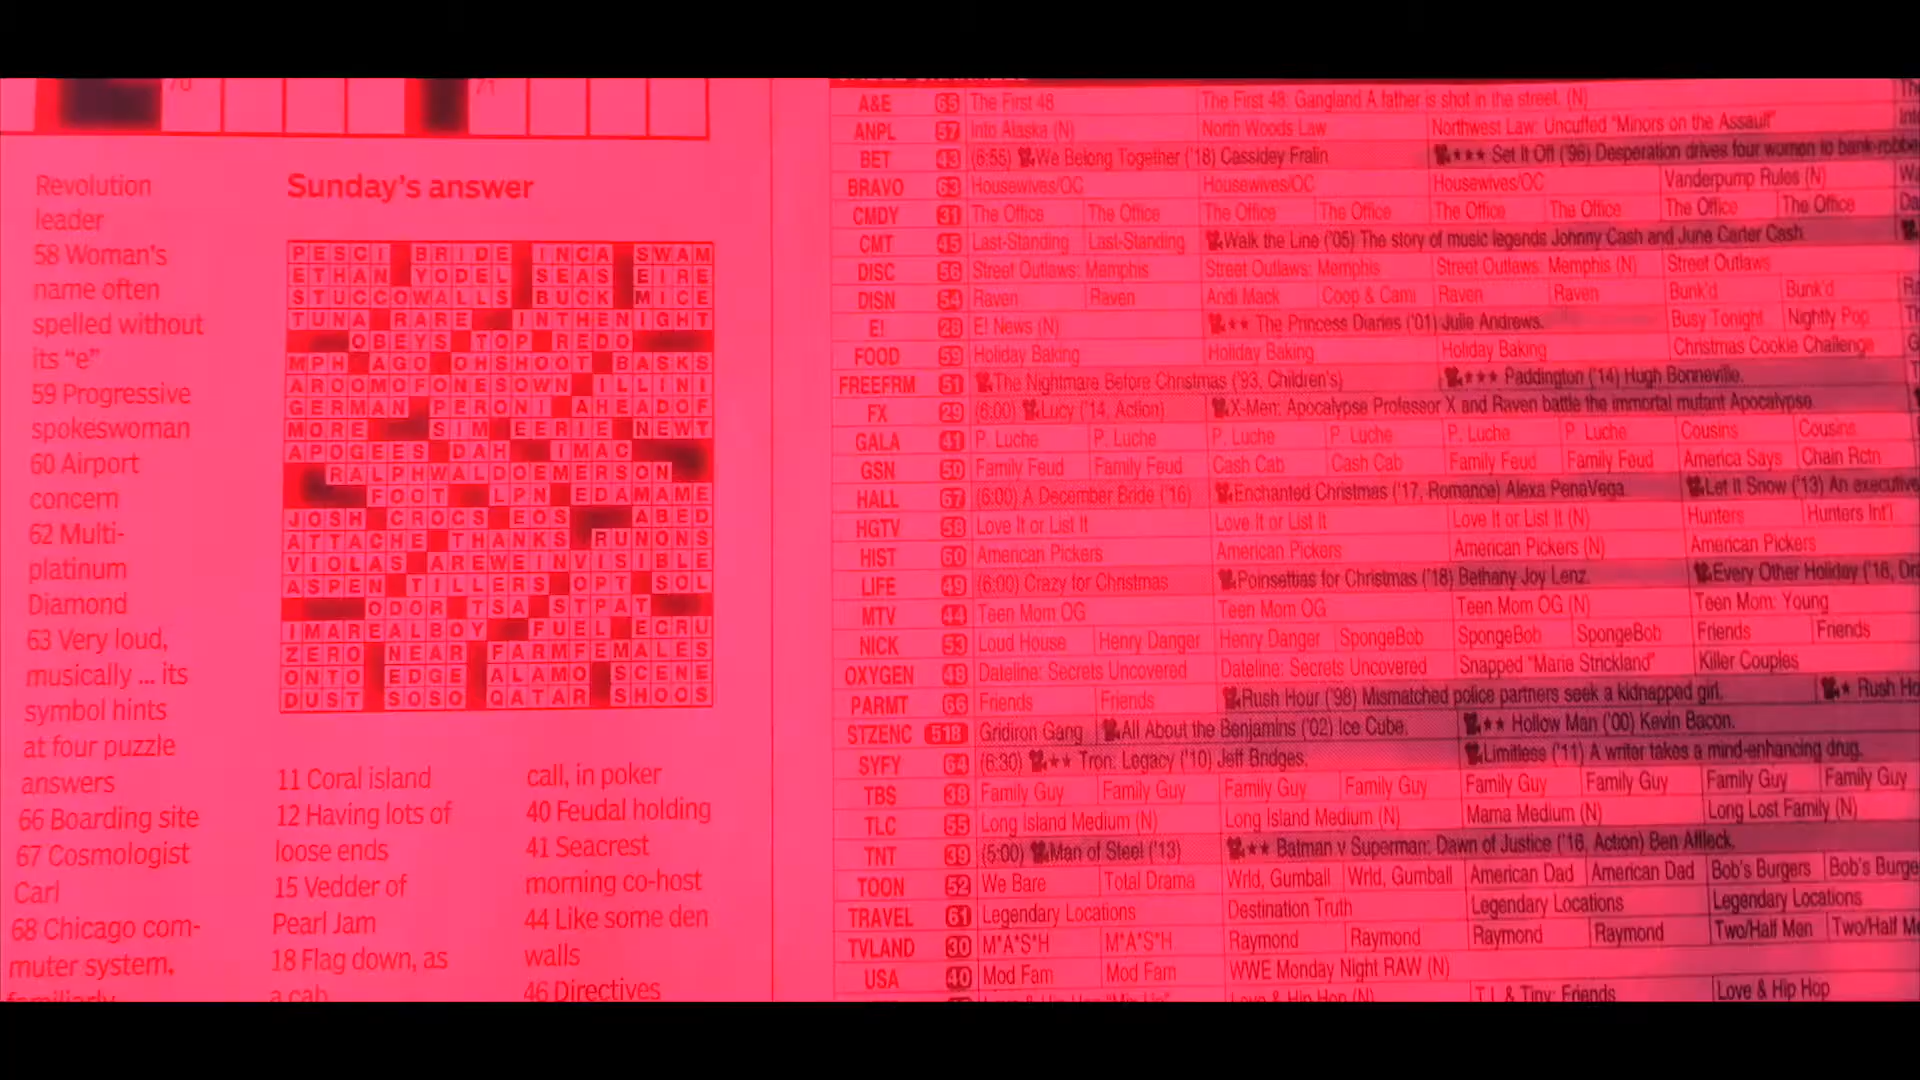 70 71
Revolution
leader
58 Woman's
name often
spelled without
its "e"
59 Progressive
spokeswoman
60 Airport
concern
62 Multi-
platinum
Diamond
63 Very loud,
musically ... its
symbol hints
at four puzzle
answers
66 Boarding site
67 Cosmologist
Carl
68 Chicago com-
muter system,
familiarly
Sunday's answer
PESCI BRIDE INCA SWAM
ETHAN YODEL SEAS EIRE
STUCCOWALLS BUCK MICE
TUNA RARE INTHENIGHT
OBEYS TOP REDO
MPH AGO OHSHOOT BASKS
AROOMOFONESOWN ILLINI
GERMAN PERONI AHEADOF
MORE SIM EERIE NEWT
APOGEES DAH IMAC
RALPHWALDOEMERSON
FOOT LPN EDAMAME
JOSH CROCS EOS ABED
ATTACHE THANKS RUNONS
VIOLAS AREWEINVISIBLE
ASPEN TILLERS OPT SOL
ODOR TSA STPAT
IMAREALBOY FUEL ECRU
ZERO NEAR FARMFEMALES
ONTO EDGE ALAMO SCENE
DUST SOSO QATAR SHOOS
11 Coral island
12 Having lots of
loose ends
15 Vedder of
Pearl Jam
18 Flag down, as
a cab
call, in poker
40 Feudal holding
41 Seacrest
morning co-host
44 Like some den
walls
46 Directives
A&E 65 The First 48 The First 48: Gangland A father is shot in the street. (N)
ANPL 57 Into Alaska (N) North Woods Law Northwest Law: Uncuffed "Minors on the Assault"
BET 43 (6:55) We Belong Together ('18) Cassidey Fralin ★★★ Set It Off ('96) Desperation drives four women to bank-robbe
BRAVO 63 Housewives/OC Housewives/OC Housewives/OC Vanderpump Rules (N)
CMDY 31 The Office The Office The Office The Office The Office The Office The Office The Office
CMT 45 Last-Standing Last-Standing Walk the Line ('05) The story of music legends Johnny Cash and June Carter Cash.
DISC 56 Street Outlaws: Memphis Street Outlaws: Memphis Street Outlaws: Memphis (N) Street Outlaws
DISN 54 Raven Raven Andi Mack Coop & Cami Raven Raven Bunk'd Bunk'd
E! 28 E! News (N) ★★ The Princess Diaries ('01) Julie Andrews. Busy Tonight Nightly Pop
FOOD 59 Holiday Baking Holiday Baking Holiday Baking Christmas Cookie Challenge
FREEFRM 51 The Nightmare Before Christmas ('93, Children's) ★★★ Paddington ('14) Hugh Bonneville.
FX 29 (6:00) Lucy ('14, Action) X-Men: Apocalypse Professor X and Raven battle the immortal mutant Apocalypse.
GALA 41 P. Luche P. Luche P. Luche P. Luche P. Luche P. Luche Cousins Cousins
GSN 50 Family Feud Family Feud Cash Cab Cash Cab Family Feud Family Feud America Says Chain Rctn
HALL 67 (6:00) A December Bride ('16) Enchanted Christmas ('17, Romance) Alexa PenaVega. Let it Snow ('13) An executive
HGTV 58 Love It or List It Love It or List It Love It or List It (N) Hunters Hunters Int'l
HIST 60 American Pickers American Pickers American Pickers (N) American Pickers
LIFE 49 (6:00) Crazy for Christmas Poinsettias for Christmas ('18) Bethany Joy Lenz. Every Other Holiday ('18, Dr
MTV 44 Teen Mom OG Teen Mom OG Teen Mom OG (N) Teen Mom: Young
NICK 53 Loud House Henry Danger Henry Danger SpongeBob SpongeBob SpongeBob Friends Friends
OXYGEN 48 Dateline: Secrets Uncovered Dateline: Secrets Uncovered Snapped "Marie Strickland" Killer Couples
PARMT 66 Friends Friends Rush Hour ('98) Mismatched police partners seek a kidnapped girl. ★ Rush Ho
STZENC 518 Gridiron Gang All About the Benjamins ('02) Ice Cube. ★★ Hollow Man ('00) Kevin Bacon.
SYFY 64 (6:30) ★★ Tron: Legacy ('10) Jeff Bridges. Limitless ('11) A writer takes a mind-enhancing drug.
TBS 38 Family Guy Family Guy Family Guy Family Guy Family Guy Family Guy Family Guy Family Guy
TLC 55 Long Island Medium (N) Long Island Medium (N) Mama Medium (N) Long Lost Family (N)
TNT 39 (5:00) Man of Steel ('13) ★★ Batman v Superman: Dawn of Justice ('16, Action) Ben Affleck.
TOON 52 We Bare Total Drama Wrld, Gumball Wrld, Gumball American Dad American Dad Bob's Burgers Bob's Burge
TRAVEL 61 Legendary Locations Destination Truth Legendary Locations Legendary Locations
TVLAND 30 M*A*S*H M*A*S*H Raymond Raymond Raymond Raymond Two/Half Men Two/Half Me
USA 40 Mod Fam Mod Fam WWE Monday Night RAW (N)
Love & Hip Hop (N) T.I. & Tiny: Friends Love & Hip Hop